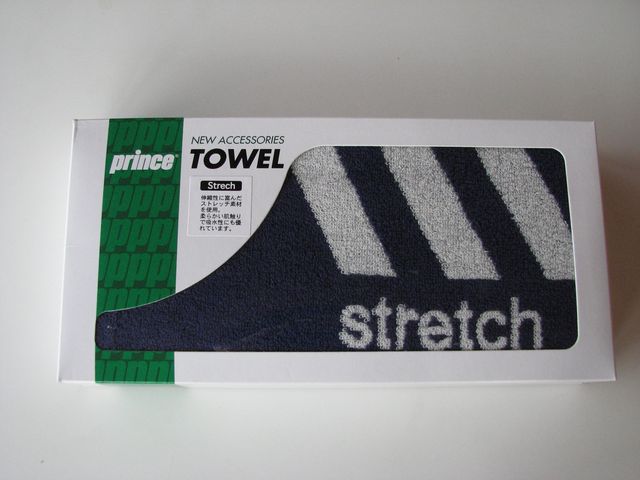 prince
NEW ACCESSORIES
TOWEL
Strech
伸縮性に富んだ
ストレッチ素材
を使用。
柔らかい肌触り
で吸水性にも優
れています。
stretch